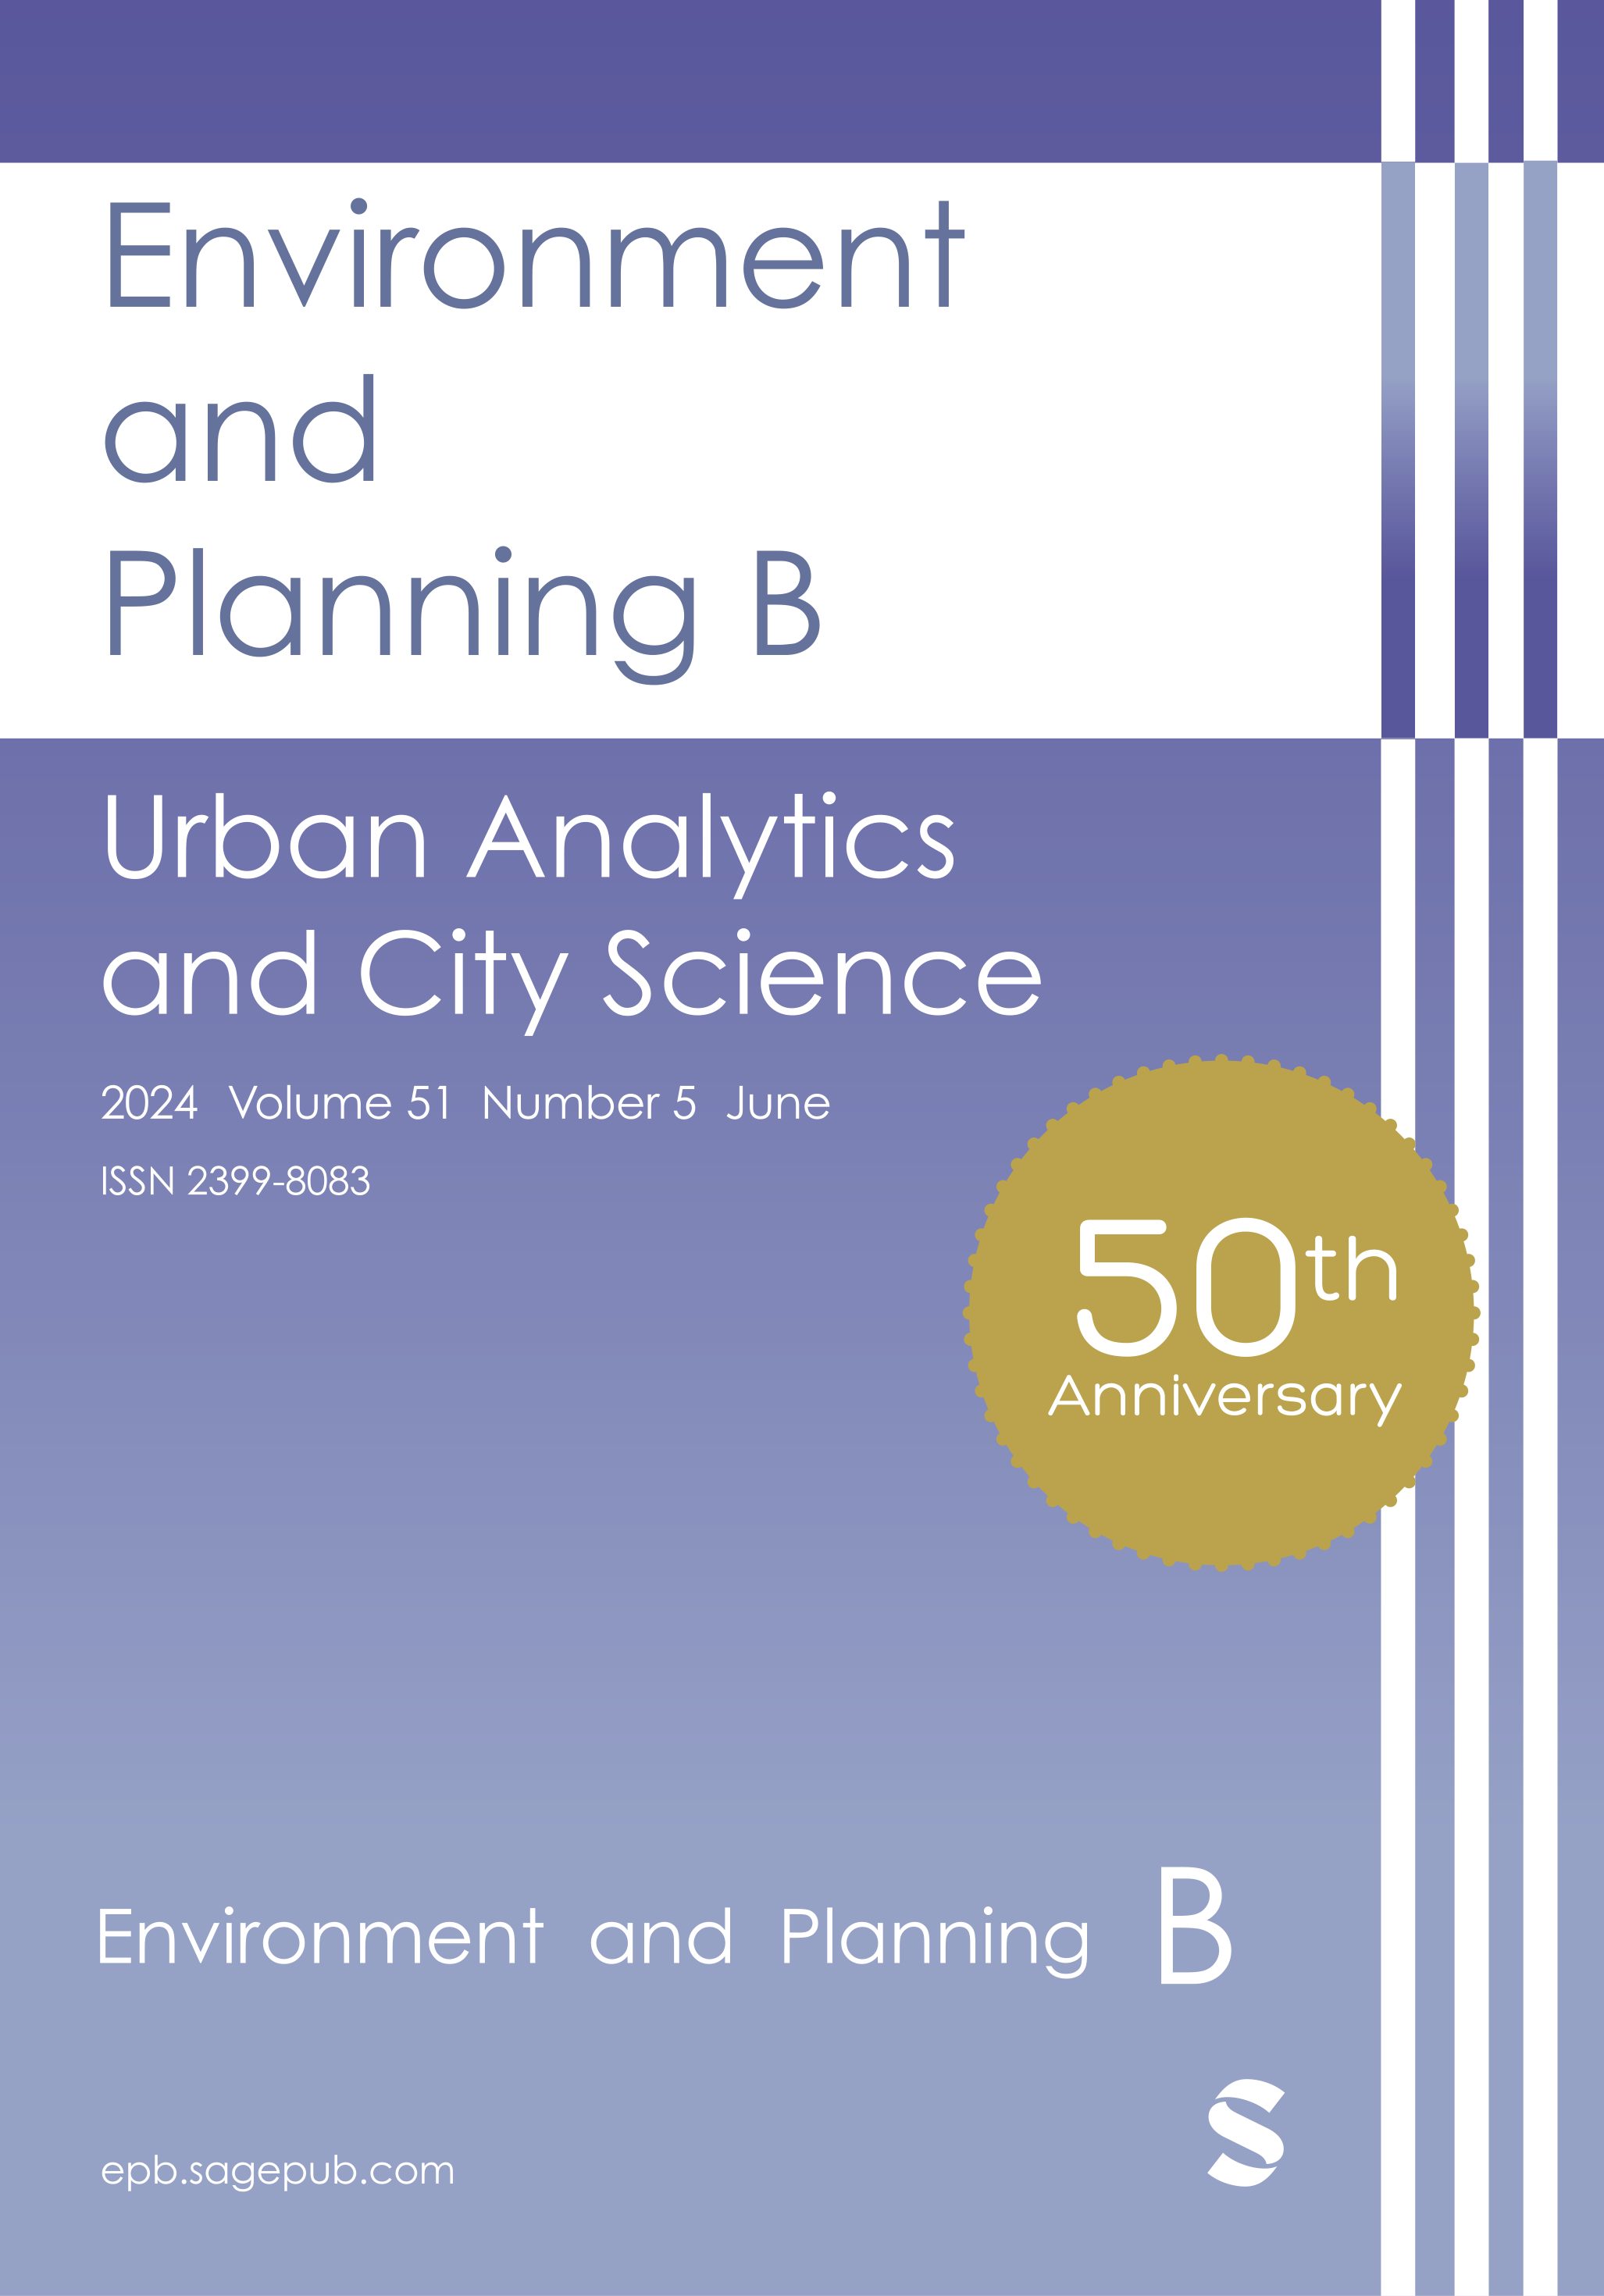 Environment
and
Planning B
Urban Analytics
and City Science
2024 Volume 51 Number 5 June
ISSN 2399-8083
50th
Anniversary
Environment and Planning B
epb.sagepub.com